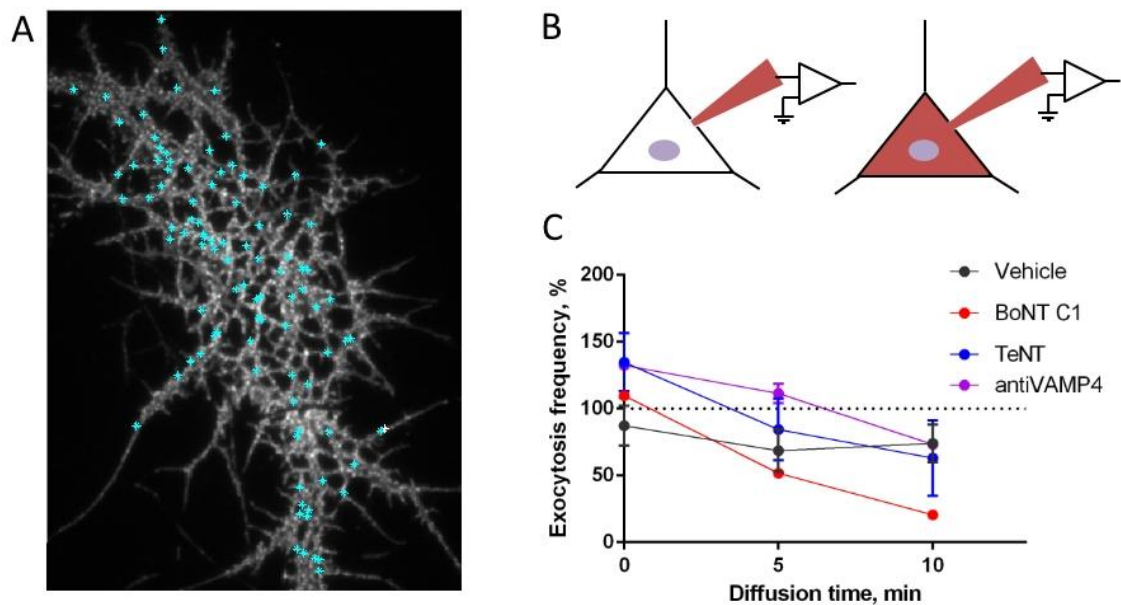 A
B
C
Exocytosis frequency, %
200
150
100
50
0
0 5 10
Diffusion time, min
Vehicle
BoNT C1
TeNT
antiVAMP4